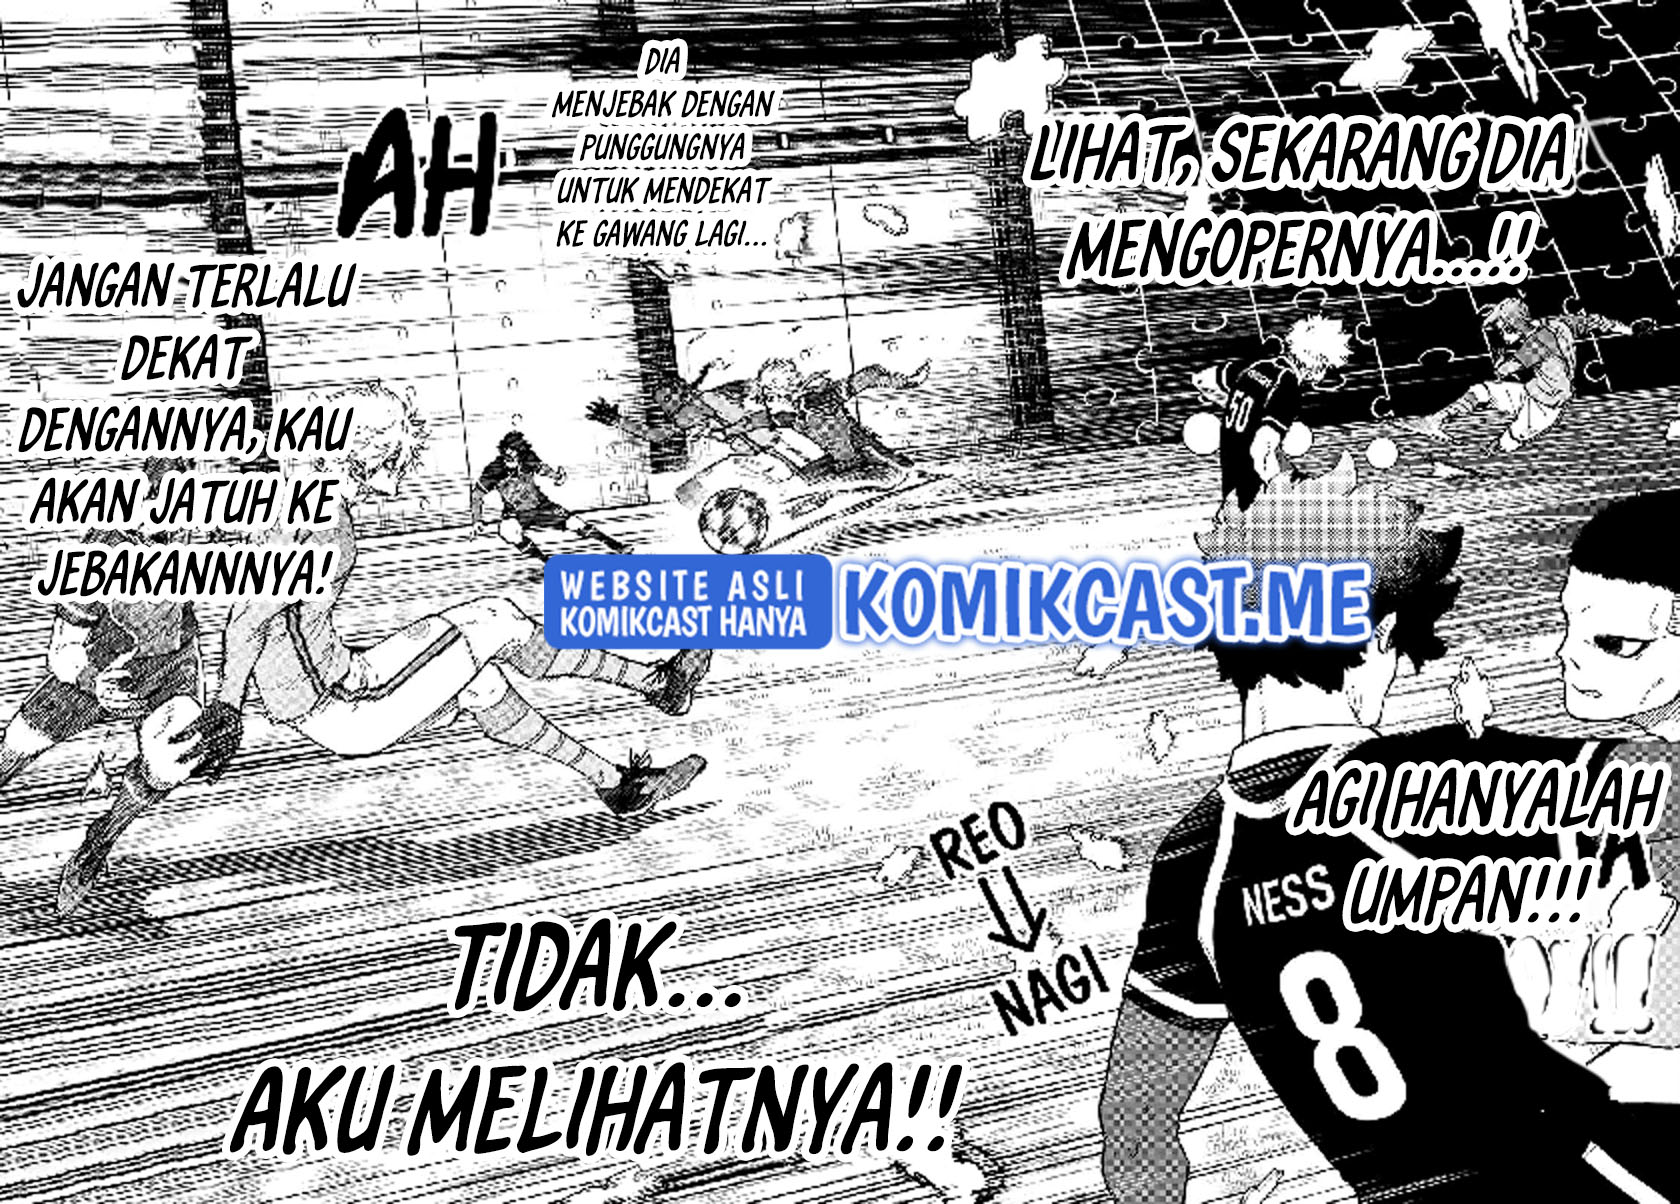 LIHAT, SEKARANG DIA
MENGOPERNYA...!!
DIA
MENJEBAK DENGAN
PUNGGUNGNYA
UNTUK MENDEKAT
KE GAWANG LAGI...
AH
JANGAN TERLALU
DEKAT
DENGANNYA, KAU
AKAN JATUH KE
JEBAKANNNYA!
50
WEBSITE ASLI
KOMIKCAST HANYA
KOMIKCAST.ME
AGI HANYALAH
UMPAN!!!
REO
NAGI
NESS
8
TIDAK...
AKU MELIHATNYA!!